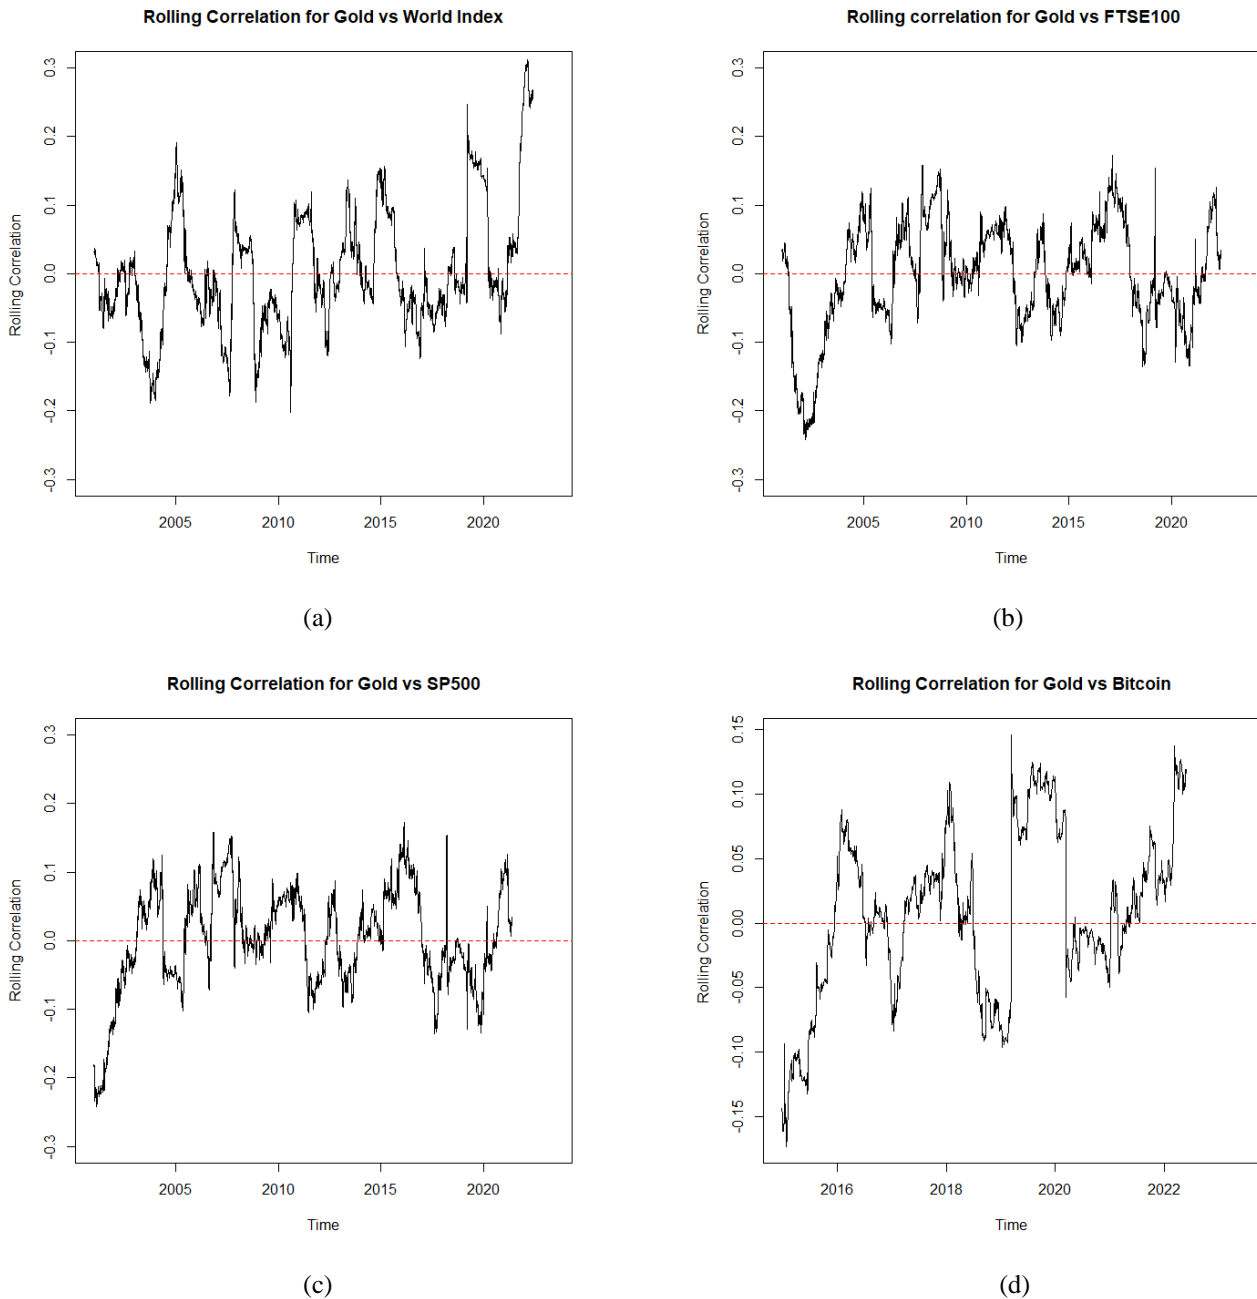 Rolling Correlation for Gold vs World Index
Rolling Correlation
0.3
0.2
0.1
0.0
-0.1
-0.2
-0.3
2005 2010 2015 2020
Time
(a)
Rolling correlation for Gold vs FTSE100
Rolling Correlation
0.3
0.2
0.1
0.0
-0.1
-0.2
-0.3
2005 2010 2015 2020
Time
(b)
Rolling Correlation for Gold vs SP500
Rolling Correlation
0.3
0.2
0.1
0.0
-0.1
-0.2
-0.3
2005 2010 2015 2020
Time
(c)
Rolling Correlation for Gold vs Bitcoin
Rolling Correlation
0.15
0.10
0.05
0.00
-0.05
-0.10
-0.15
2016 2018 2020 2022
Time
(d)